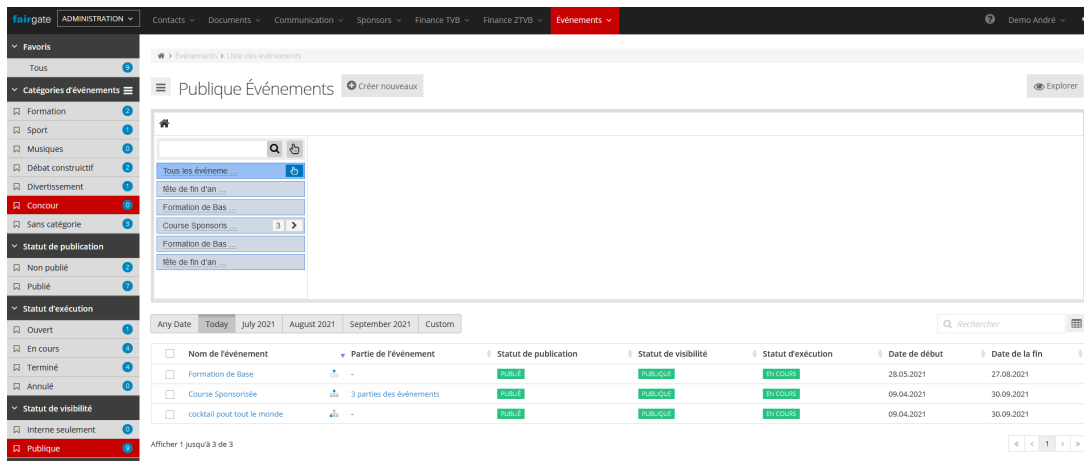 fairgate ADMINISTRATION Contacts Documents Communication Sponsors Finance TVB Finance ZTVB Événements Demo André
Favoris
Tous 9
Catégories d'événements
Formation 2
Sport 1
Musiques 0
Débat construictif 2
Divertissement 1
Concour 0
Sans catégorie 3
Statut de publication
Non publié 2
Publié 7
Statut d'exécution
Ouvert 1
En cours 4
Terminé 4
Annulé 0
Statut de visibilité
Interne seulement 0
Publique 9
Événements > Liste des événements
Publique Événements Créer nouveaux Explorer
Tous les événeme ...
fête de fin d'an ...
Formation de Bas ...
Course Sponsoris ... 3
Formation de Bas ...
fête de fin d'an ...
Any Date Today July 2021 August 2021 September 2021 Custom Rechercher
Nom de l'événement Partie de l'événement Statut de publication Statut de visibilité Statut d'exécution Date de début Date de la fin
Formation de Base - PUBLIÉ PUBLIQUE EN COURS 28.05.2021 27.08.2021
Course Sponsorisée 3 parties des événements PUBLIÉ PUBLIQUE EN COURS 09.04.2021 30.09.2021
cocktail pout tout le monde - PUBLIÉ PUBLIQUE EN COURS 09.04.2021 30.09.2021
Afficher 1 jusqu'à 3 de 3 « < 1 > »